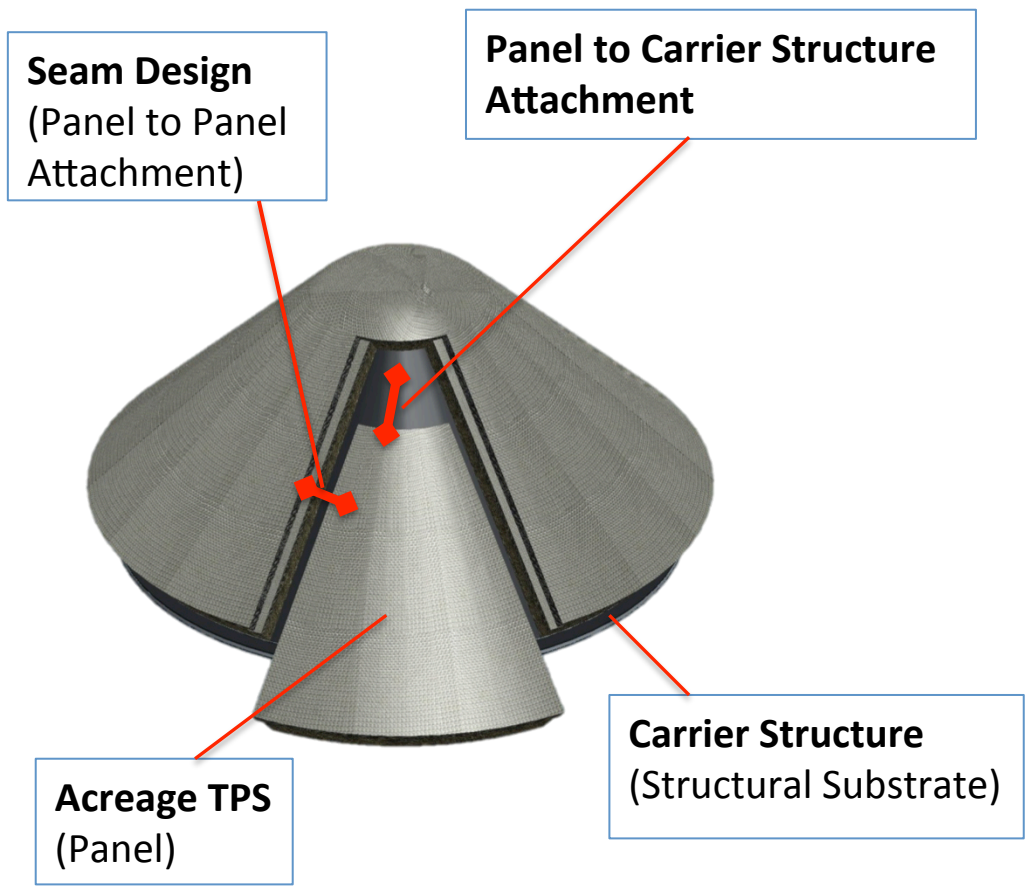 Seam Design
(Panel to Panel
Attachment)
Panel to Carrier Structure
Attachment
Carrier Structure
(Structural Substrate)
Acreage TPS
(Panel)